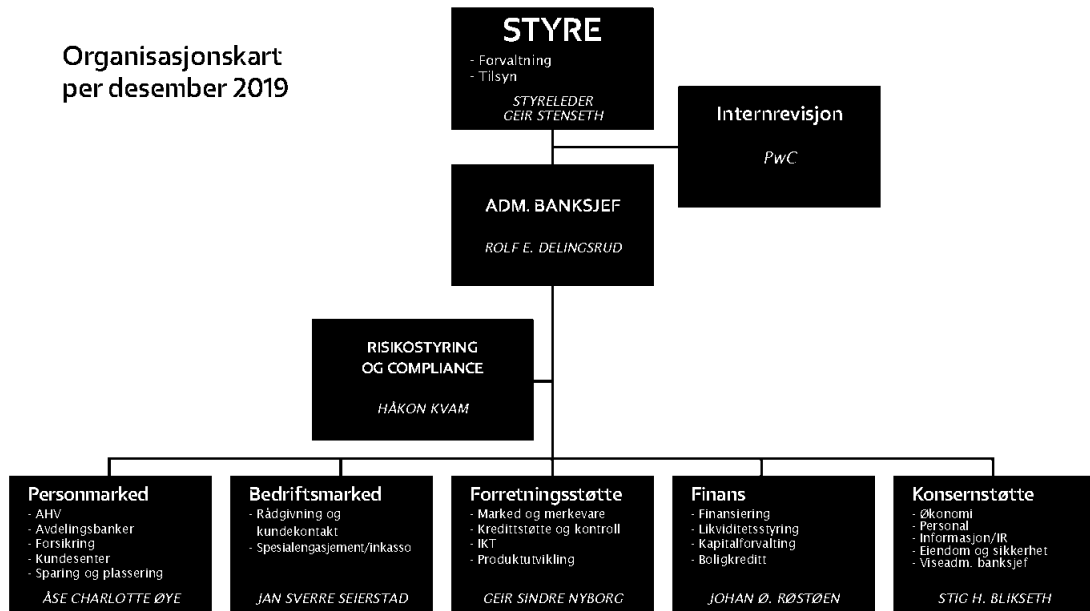 Organisasjonskart
per desember 2019
STYRE
- Forvaltning
- Tilsyn
STYRELEDER
GEIR STENSETH
Internrevisjon
PwC
ADM. BANKSJEF
ROLF E. DELINGSRUD
RISIKOSTYRING
OG COMPLIANCE
HÅKON KVAM
Personmarked
- AHV
- Avdelingsbanker
- Forsikring
- Kundesenter
- Sparing og plassering
ÅSE CHARLOTTE ØYE
Bedriftsmarked
- Rådgivning og
kundekontakt
- Spesialengasjement/inkasso
JAN SVERRE SEIERSTAD
Forretningsstøtte
- Marked og merkevare
- Kredittstøtte og kontroll
- IKT
- Produktutvikling
GEIR SINDRE NYBORG
Finans
- Finansiering
- Likviditetsstyring
- Kapitalforvalting
- Boligkreditt
JOHAN Ø. RØSTØEN
Konsernstøtte
- Økonomi
- Personal
- Informasjon/IR
- Eiendom og sikkerhet
- Viseadm. banksjef
STIG H. BLIKSETH